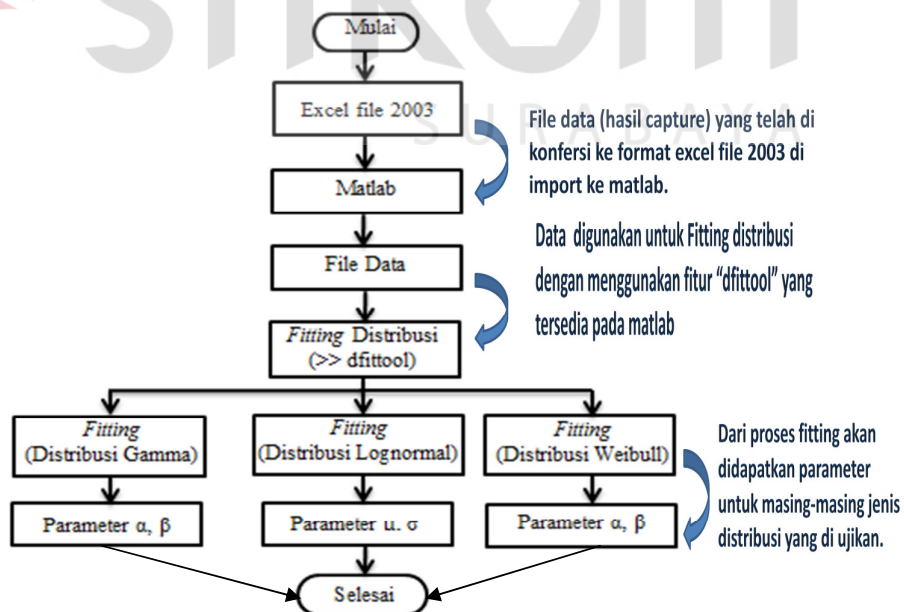 stikom
SURABAYA
Mulai
Excel file 2003
File data (hasil capture) yang telah di
konfersi ke format excel file 2003 di
import ke matlab.
Matlab
Data digunakan untuk Fitting distribusi
dengan menggunakan fitur “dfittool” yang
tersedia pada matlab
File Data
Fitting Distribusi
(>> dfittool)
Fitting
(Distribusi Gamma)
Fitting
(Distribusi Lognormal)
Fitting
(Distribusi Weibull)
Dari proses fitting akan
didapatkan parameter
untuk masing-masing jenis
distribusi yang di ujikan.
Parameter α, β
Parameter u. σ
Parameter α, β
Selesai